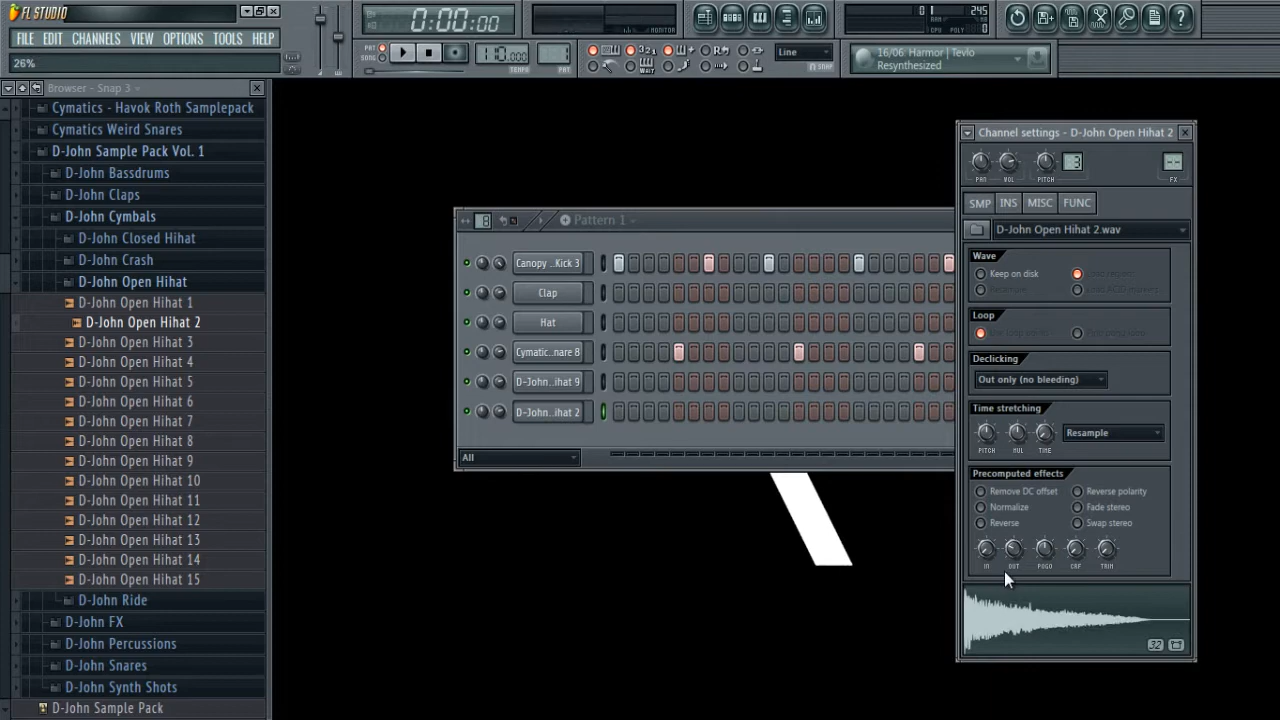 FL STUDIO
FILE EDIT CHANNELS VIEW OPTIONS TOOLS HELP
26%
0:00:00
MONITOR
110.000
TEMPO
PAT
Line
SNAP
245
16/06: Harmor | Tevlo
Resynthesized
Browser - Snap 3
Cymatics - Havok Roth Samplepack
Cymatics Weird Snares
D-John Sample Pack Vol. 1
D-John Bassdrums
D-John Claps
D-John Cymbals
D-John Closed Hihat
D-John Crash
D-John Open Hihat
D-John Open Hihat 1
D-John Open Hihat 2
D-John Open Hihat 3
D-John Open Hihat 4
D-John Open Hihat 5
D-John Open Hihat 6
D-John Open Hihat 7
D-John Open Hihat 8
D-John Open Hihat 9
D-John Open Hihat 10
D-John Open Hihat 11
D-John Open Hihat 12
D-John Open Hihat 13
D-John Open Hihat 14
D-John Open Hihat 15
D-John Ride
D-John FX
D-John Percussions
D-John Snares
D-John Synth Shots
D-John Sample Pack
Pattern 1
Canopy ..Kick 3
Clap
Hat
Cymatic..nare 8
D-John..ihat 9
D-John..ihat 2
All
Channel settings - D-John Open Hihat 2
PAN VOL PITCH FX
SMP INS MISC FUNC
D-John Open Hihat 2.wav
Wave
Keep on disk
Loop
Declicking
Out only (no bleeding)
Time stretching
PITCH MUL TIME
Resample
Precomputed effects
Remove DC offset Reverse polarity
Normalize Fade stereo
Reverse Swap stereo
IN OUT POGO CRF TRIM
32